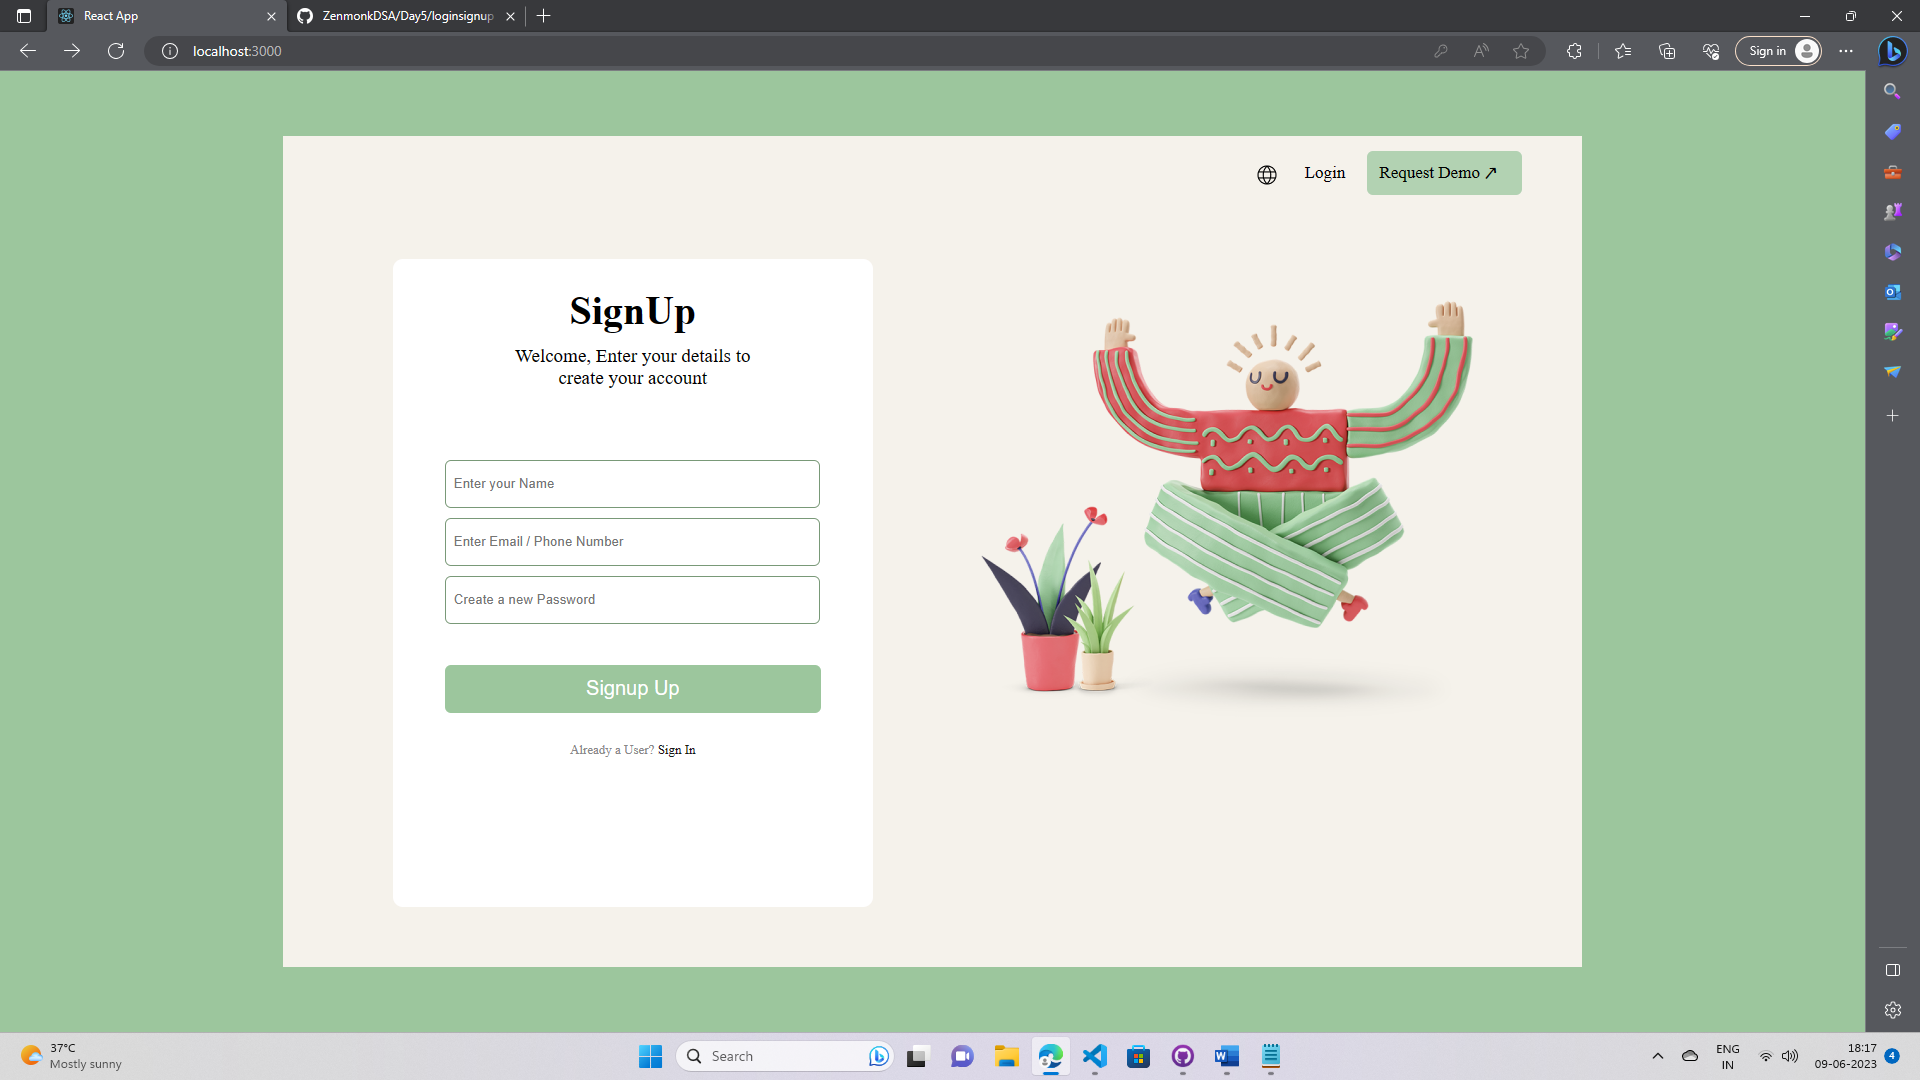 React App
ZenmonkDSA/Day5/loginsignup
localhost:3000
Sign in
Login
Request Demo ↗
SignUp
Welcome, Enter your details to
create your account
Enter your Name
Enter Email / Phone Number
Create a new Password
Signup Up
Already a User? Sign In
37°C
Mostly sunny
Search
ENG
IN
18:17
09-06-2023
4